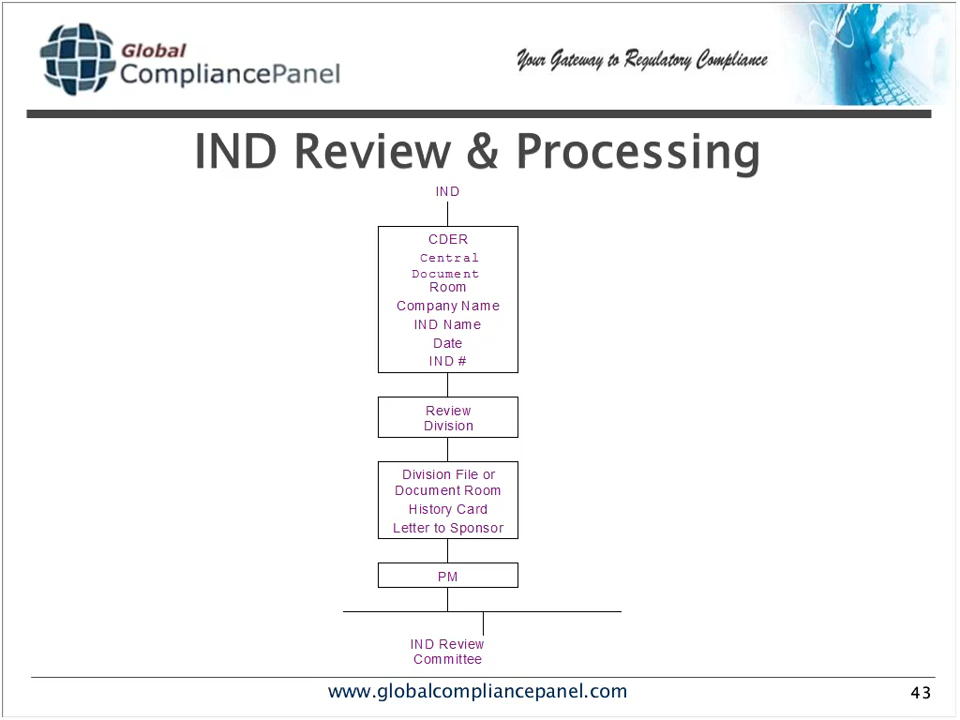 Global
CompliancePanel
Your Gateway to Regulatory Compliance
IND Review & Processing
IND
CDER
Central
Document
Room
Company Name
IND Name
Date
IND #
Review
Division
Division File or
Document Room
History Card
Letter to Sponsor
PM
IND Review
Committee
www.globalcompliancepanel.com
43